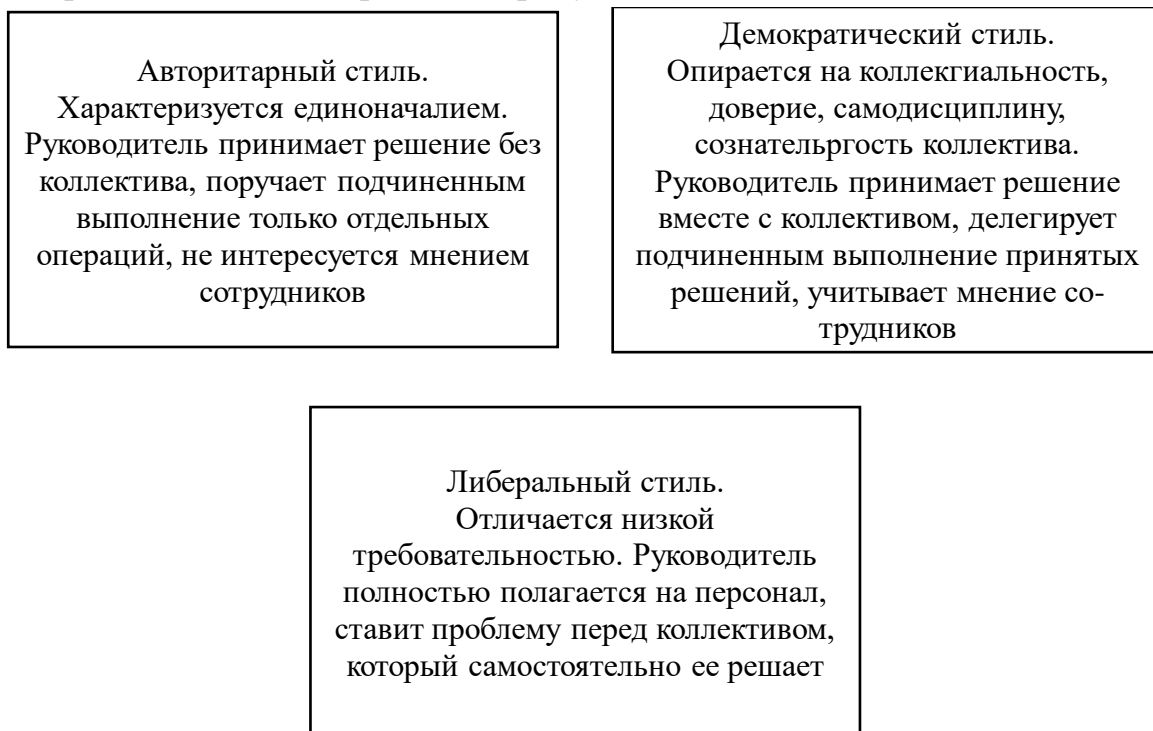 Авторитарный стиль.
Характеризуется единоначалием.
Руководитель принимает решение без
коллектива, поручает подчиненным
выполнение только отдельных
операций, не интересуется мнением
сотрудников
Демократический стиль.
Опирается на коллекгиальность,
доверие, самодисциплину,
сознательргость коллектива.
Руководитель принимает решение
вместе с коллективом, делегирует
подчиненным выполнение принятых
решений, учитывает мнение со-
трудников
Либеральный стиль.
Отличается низкой
требовательностью. Руководитель
полностью полагается на персонал,
ставит проблему перед коллективом,
который самостоятельно ее решает